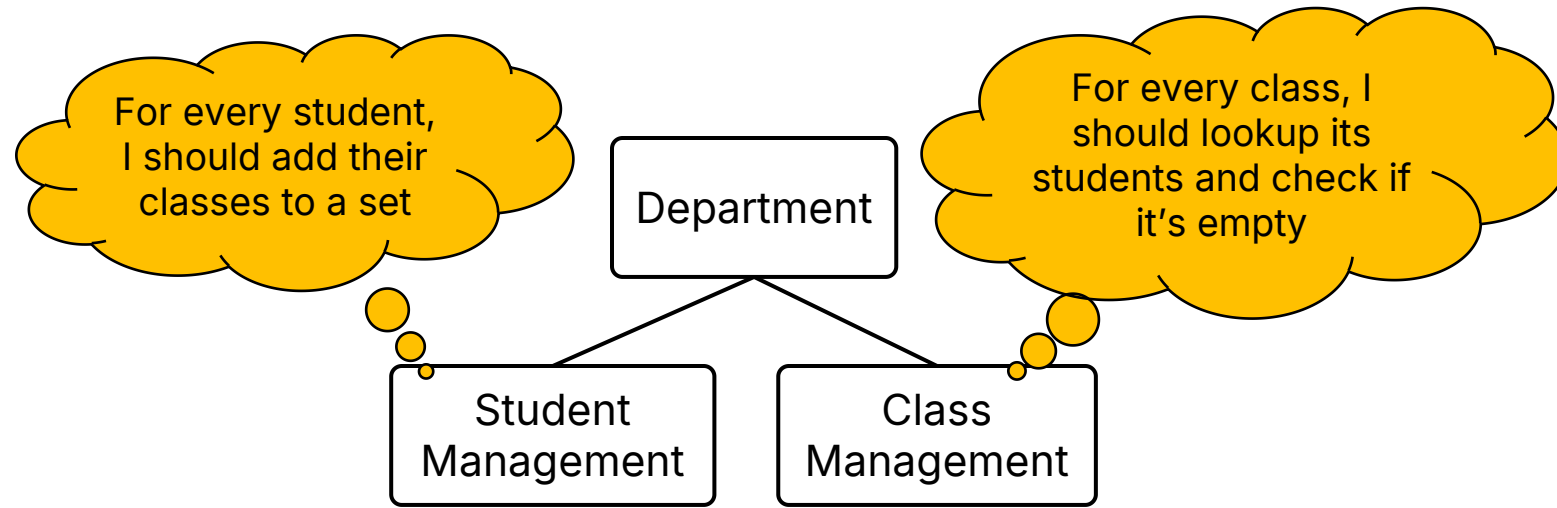 For every student,
I should add their
classes to a set
For every class, I
should lookup its
students and check if
it’s empty
Department
Student
Management
Class
Management